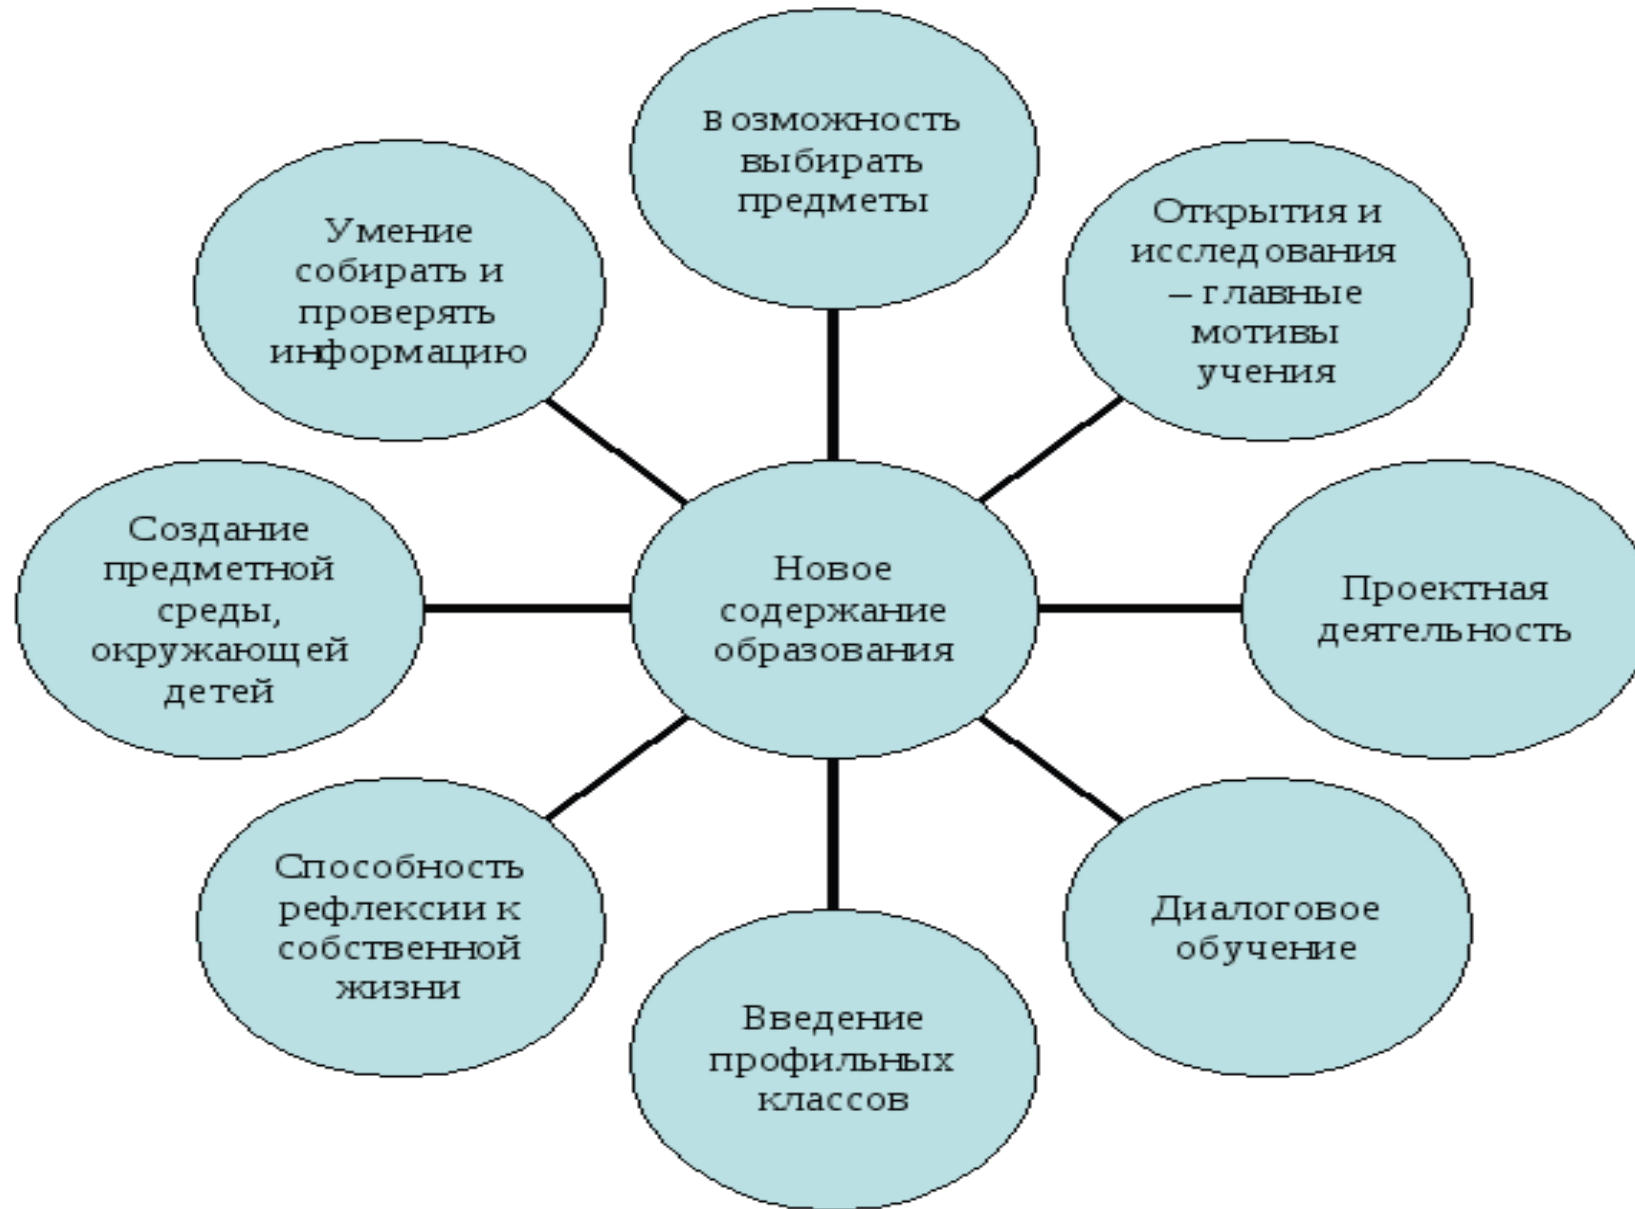 возможность
выбирать
предметы
Открытия и
исследования
– главные
мотивы
учения
Проектная
деятельность
Диалоговое
обучение
Введение
профильных
классов
Способность
рефлексии к
собственной
жизни
Создание
предметной
среды,
окружающей
детей
Умение
собирать и
проверять
информацию
Новое
содержание
образования